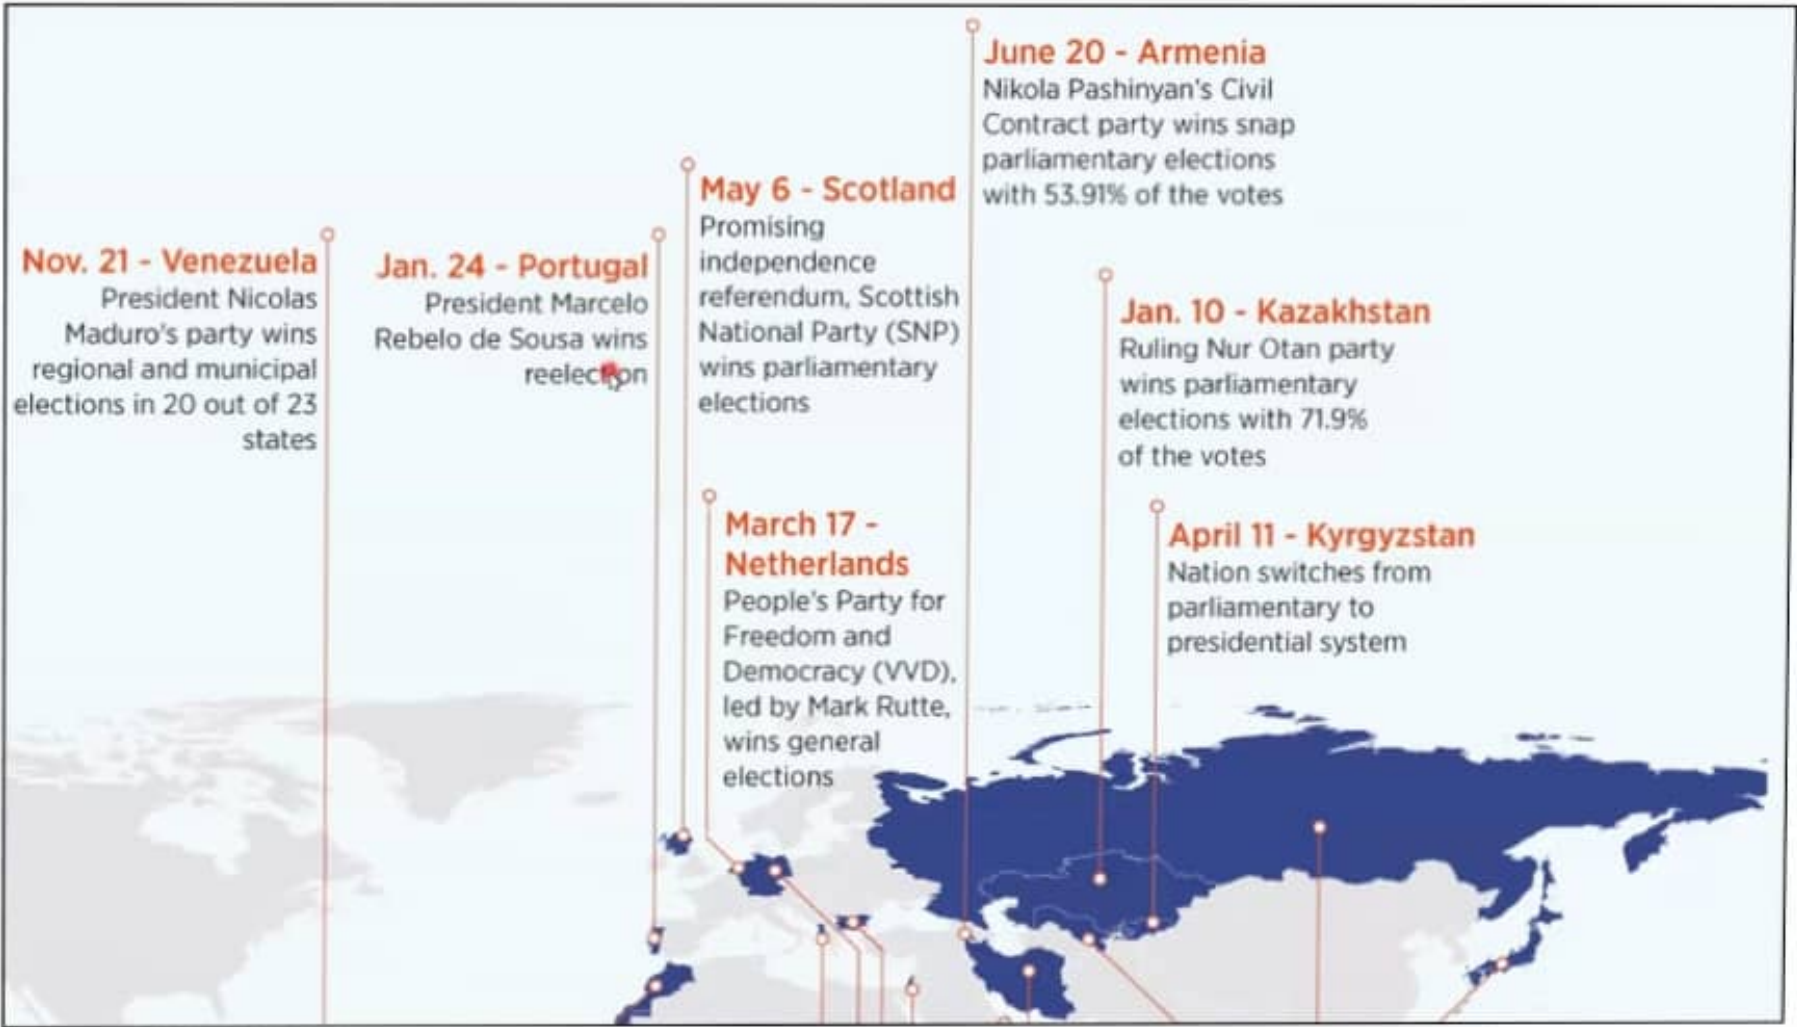 June 20 - Armenia
Nikola Pashinyan's Civil
Contract party wins snap
parliamentary elections
with 53.91% of the votes
May 6 - Scotland
Promising
independence
referendum, Scottish
National Party (SNP)
wins parliamentary
elections
Nov. 21 - Venezuela
President Nicolas
Maduro's party wins
regional and municipal
elections in 20 out of 23
states
Jan. 24 - Portugal
President Marcelo
Rebelo de Sousa wins
reelection
Jan. 10 - Kazakhstan
Ruling Nur Otan party
wins parliamentary
elections with 71.9%
of the votes
March 17 -
Netherlands
People's Party for
Freedom and
Democracy (VVD),
led by Mark Rutte,
wins general
elections
April 11 - Kyrgyzstan
Nation switches from
parliamentary to
presidential system